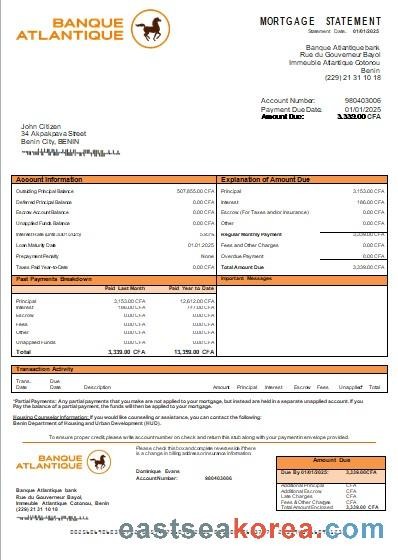 BANQUE
ATLANTIQUE
MORTGAGE STATEMENT
Statement Date: 01/01/2025
Banque Atlantique bank
Rue du Gouverneur Bayol
Immeuble Atlantique Cotonou
Benin
(229) 21 31 10 18
Account Number: 980403006
Payment Due Date: 01/01/2025
Amount Due: 3,339.00 CFA
John Citizen
34 Akpakpava Street
Benin City, BENIN
Account Information
Outstanding Principal Balance 507,855.00 CFA
Deferred Principal Balance 0.00 CFA
Escrow Account Balance 0.00 CFA
Unapplied Funds Balance 0.00 CFA
Interest Rate
Loan Maturity Date 01.01.2025
Prepayment Penalty None
Taxes Paid Year-to-Date 0.00 CFA
Explanation of Amount Due
Principal 3,153.00 CFA
Interest 186.00 CFA
Escrow (For Taxes and/or Insurance) 0.00 CFA
Other 0.00 CFA
Regular Monthly Payment 3,339.00 CFA
Fees and Other Charges 0.00 CFA
Overdue Payment 0.00 CFA
Total Amount Due 3,339.00 CFA
Past Payments Breakdown
Paid Last Month Paid Year to Date
Principal 3,153.00 CFA 12,612.00 CFA
Interest 186.00 CFA
Escrow 0.00 CFA 0.00 CFA
Fees 0.00 CFA 0.00 CFA
Other 0.00 CFA 0.00 CFA
Unapplied Funds 0.00 CFA 0.00 CFA
Total 3,339.00 CFA 13,359.00 CFA
Important Messages
Transaction Activity
Trans. Date Due Date Description Amount Principal Interest Escrow Fees Unapplied* Total
*Partial Payments: Any partial payments that you make are not applied to your mortgage, but instead are held in a separate unapplied account. If you
Pay the balance of a partial payment, the funds will then be applied to your mortgage.
Housing Counselor Information: If you would like counseling or assistance, you can contact the following:
Benin Department of Housing and Urban Development (HUD).
To ensure proper credit please write account number on check and return this stub along with your payment in envelope provided.
BANQUE
ATLANTIQUE
Please check this box and complete reverse side if there
is a change in billing address or insurance information
Dominique Evans
Account Number: 980403006
Banque Atlantique bank
Rue du Gouverneur Bayol,
Immeuble Atlantique Cotonou, Benin
(229) 21 31 10 18
Amount Due
Due By 01/01/2025: 3,339.00 CFA
Additional Principal CFA
Additional Escrow CFA
Late Charges CFA
Fees & Other Charges CFA
Total Amount Enclosed 3,339.00 CFA
eastseakorea.com